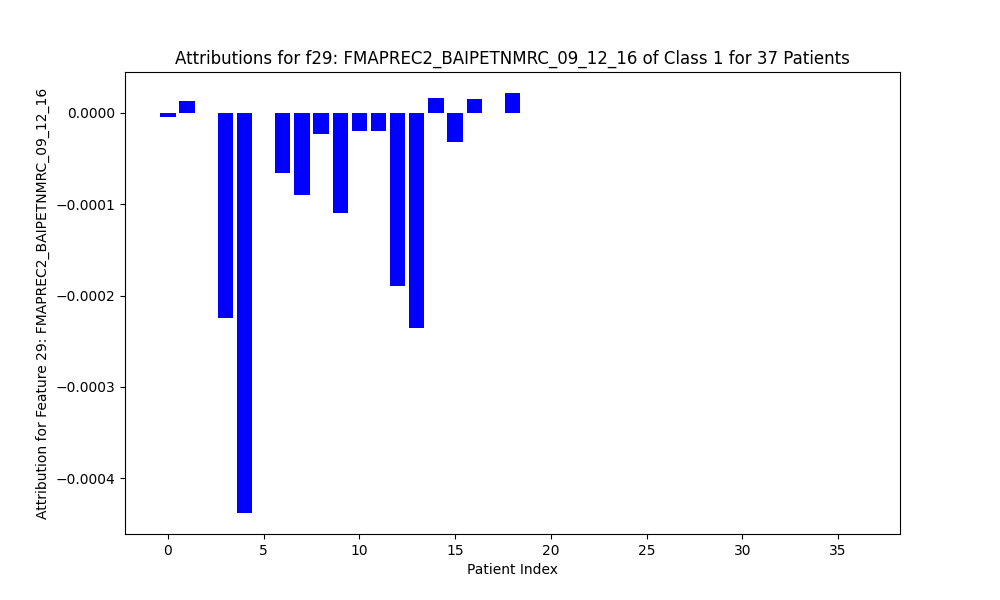 Attributions for f29: FMAPREC2_BAIPETNMRC_09_12_16 of Class 1 for 37 Patients
Attribution for Feature 29: FMAPREC2_BAIPETNMRC_09_12_16
0.0000
−0.0001
−0.0002
−0.0003
−0.0004
0 5 10 15 20 25 30 35
Patient Index